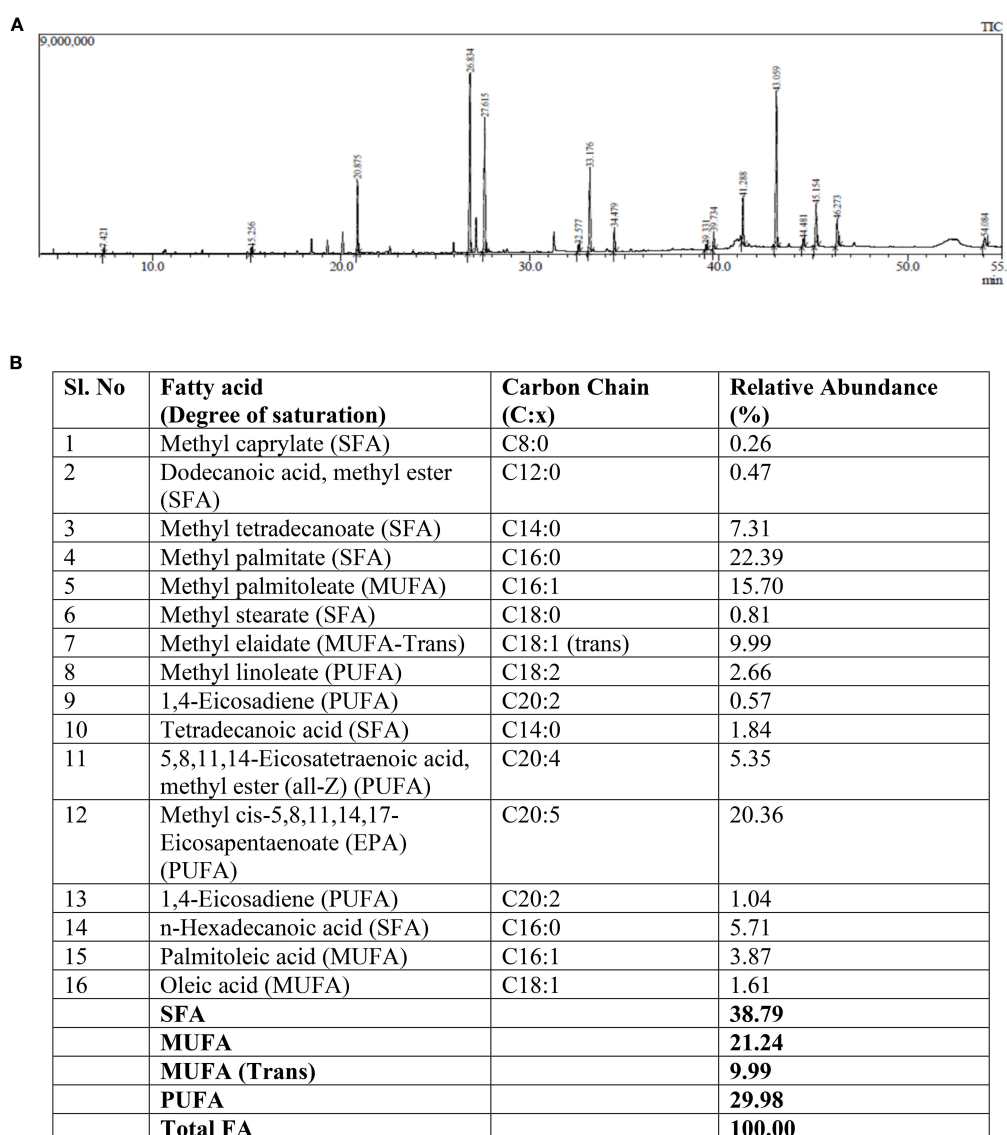 A
TIC
9,000,000
7.421
15.256
20.875
26.834
27.615
32.577
33.176
34.479
39.331
39.734
41.288
43.059
44.481
45.154
46.273
54.084
10.0 20.0 30.0 40.0 50.0 55.
min
B
Sl. No Fatty acid Carbon Chain Relative Abundance
(Degree of saturation) (C:x) (%)
1 Methyl caprylate (SFA) C8:0 0.26
2 Dodecanoic acid, methyl ester C12:0 0.47
(SFA)
3 Methyl tetradecanoate (SFA) C14:0 7.31
4 Methyl palmitate (SFA) C16:0 22.39
5 Methyl palmitoleate (MUFA) C16:1 15.70
6 Methyl stearate (SFA) C18:0 0.81
7 Methyl elaidate (MUFA-Trans) C18:1 (trans) 9.99
8 Methyl linoleate (PUFA) C18:2 2.66
9 1,4-Eicosadiene (PUFA) C20:2 0.57
10 Tetradecanoic acid (SFA) C14:0 1.84
11 5,8,11,14-Eicosatetraenoic acid, C20:4 5.35
methyl ester (all-Z) (PUFA)
12 Methyl cis-5,8,11,14,17- C20:5 20.36
Eicosapentaenoate (EPA)
(PUFA)
13 1,4-Eicosadiene (PUFA) C20:2 1.04
14 n-Hexadecanoic acid (SFA) C16:0 5.71
15 Palmitoleic acid (MUFA) C16:1 3.87
16 Oleic acid (MUFA) C18:1 1.61
SFA 38.79
MUFA 21.24
MUFA (Trans) 9.99
PUFA 29.98
Total FA 100.00